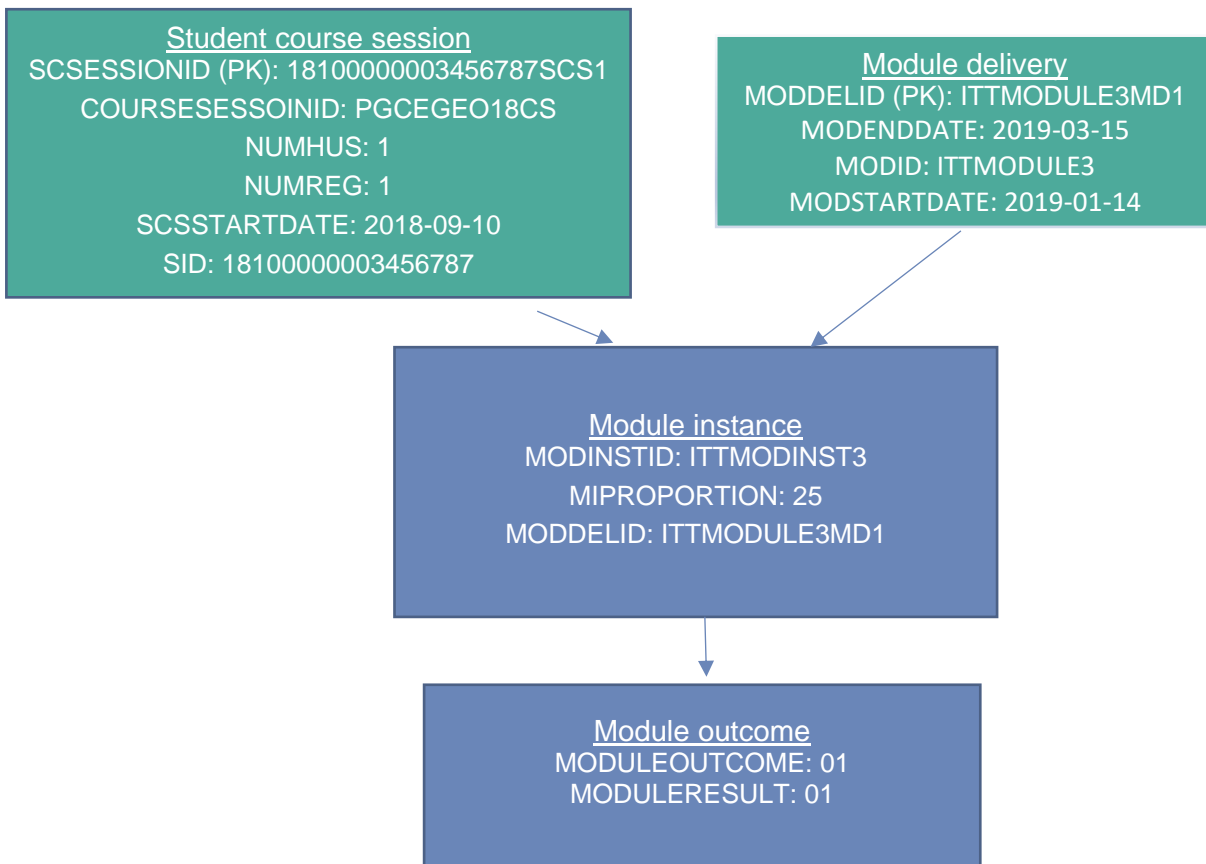 Student course session
SCSESSIONID (PK): 18100000003456787SCS1
COURSESESSOINID: PGCEGEO18CS
NUMHUS: 1
NUMREG: 1
SCSSTARTDATE: 2018-09-10
SID: 18100000003456787
Module delivery
MODDELID (PK): ITTMODULE3MD1
MODENDDATE: 2019-03-15
MODID: ITTMODULE3
MODSTARTDATE: 2019-01-14
Module instance
MODINSTID: ITTMODINST3
MIPROPORTION: 25
MODDELID: ITTMODULE3MD1
Module outcome
MODULEOUTCOME: 01
MODULERESULT: 01